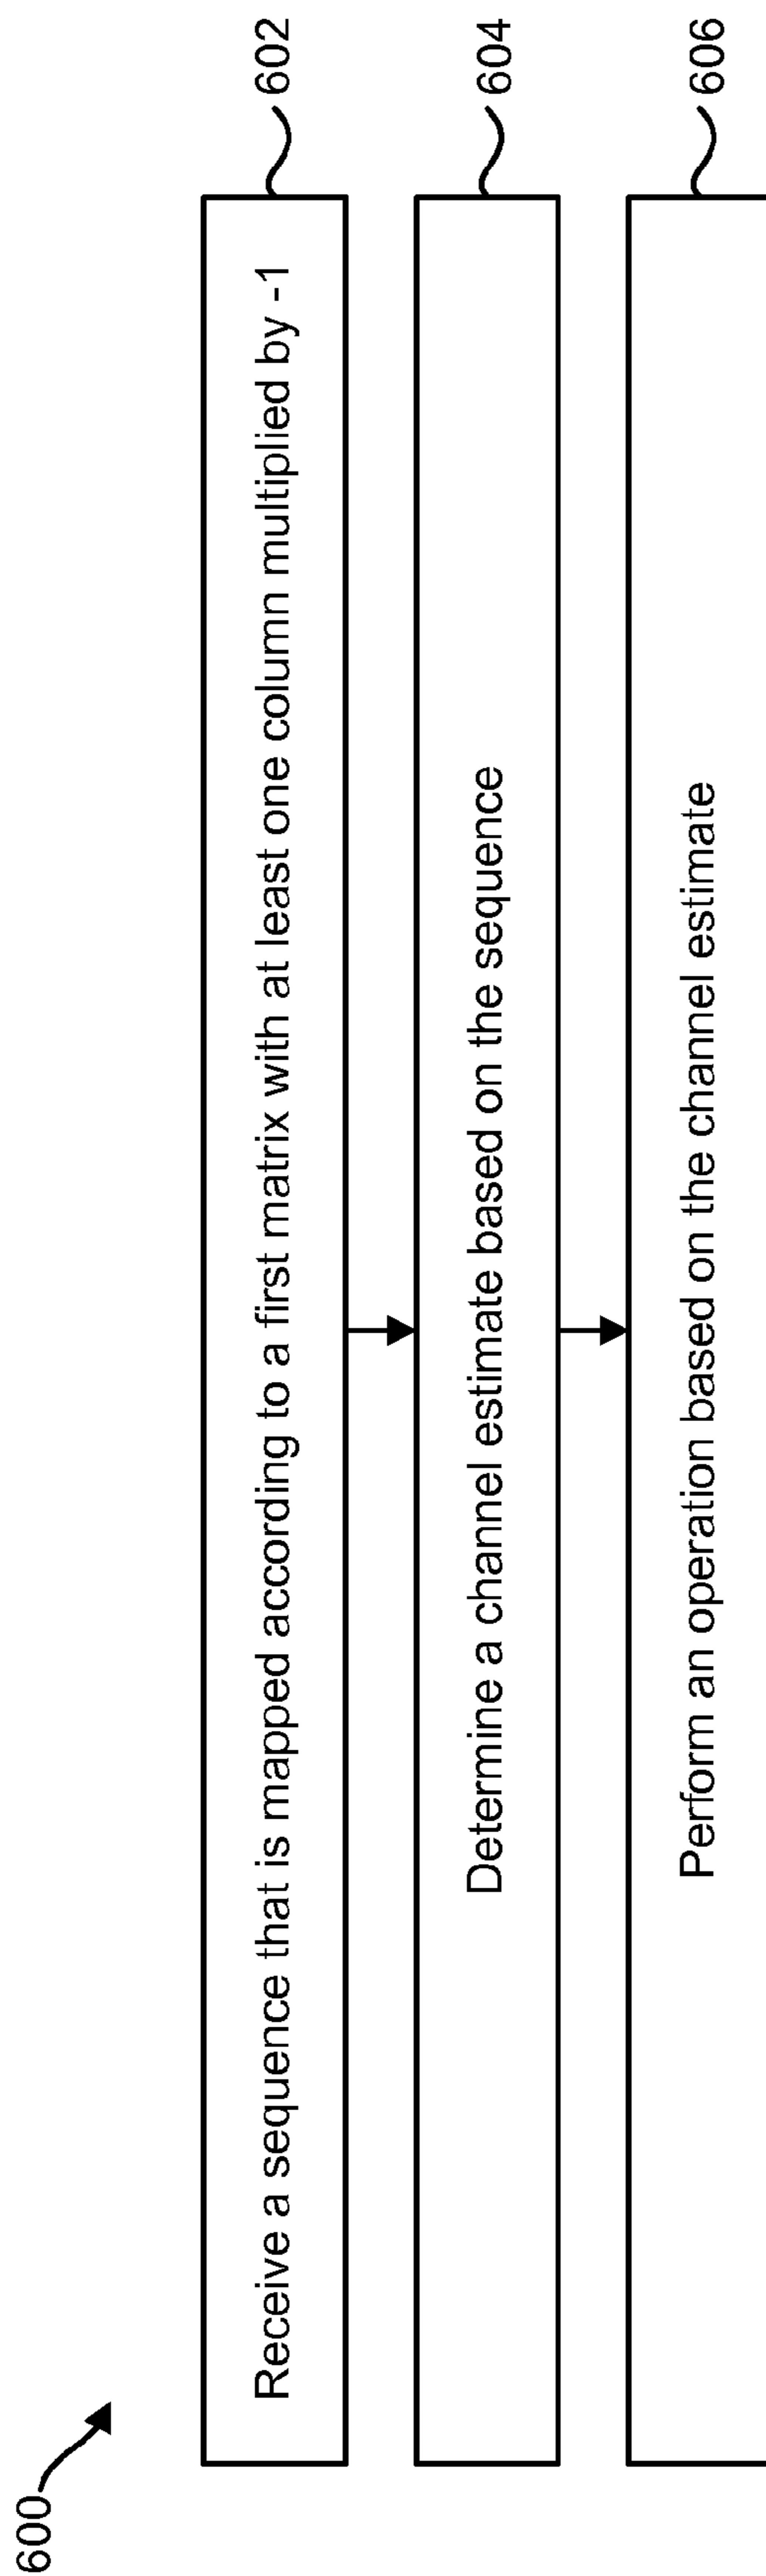 600
Receive a sequence that is mapped according to a first matrix with at least one column multiplied by -1
602
Determine a channel estimate based on the sequence
604
Perform an operation based on the channel estimate
606